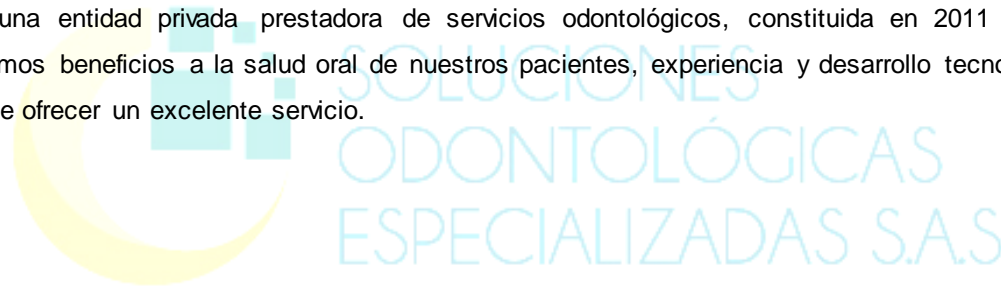 una entidad privada prestadora de servicios odontológicos, constituida en 2011
mos beneficios a la salud oral de nuestros pacientes, experiencia y desarrollo tecno
e ofrecer un excelente servicio.
SOLUCIONES
ODONTOLÓGICAS
ESPECIALIZADAS S.A.S